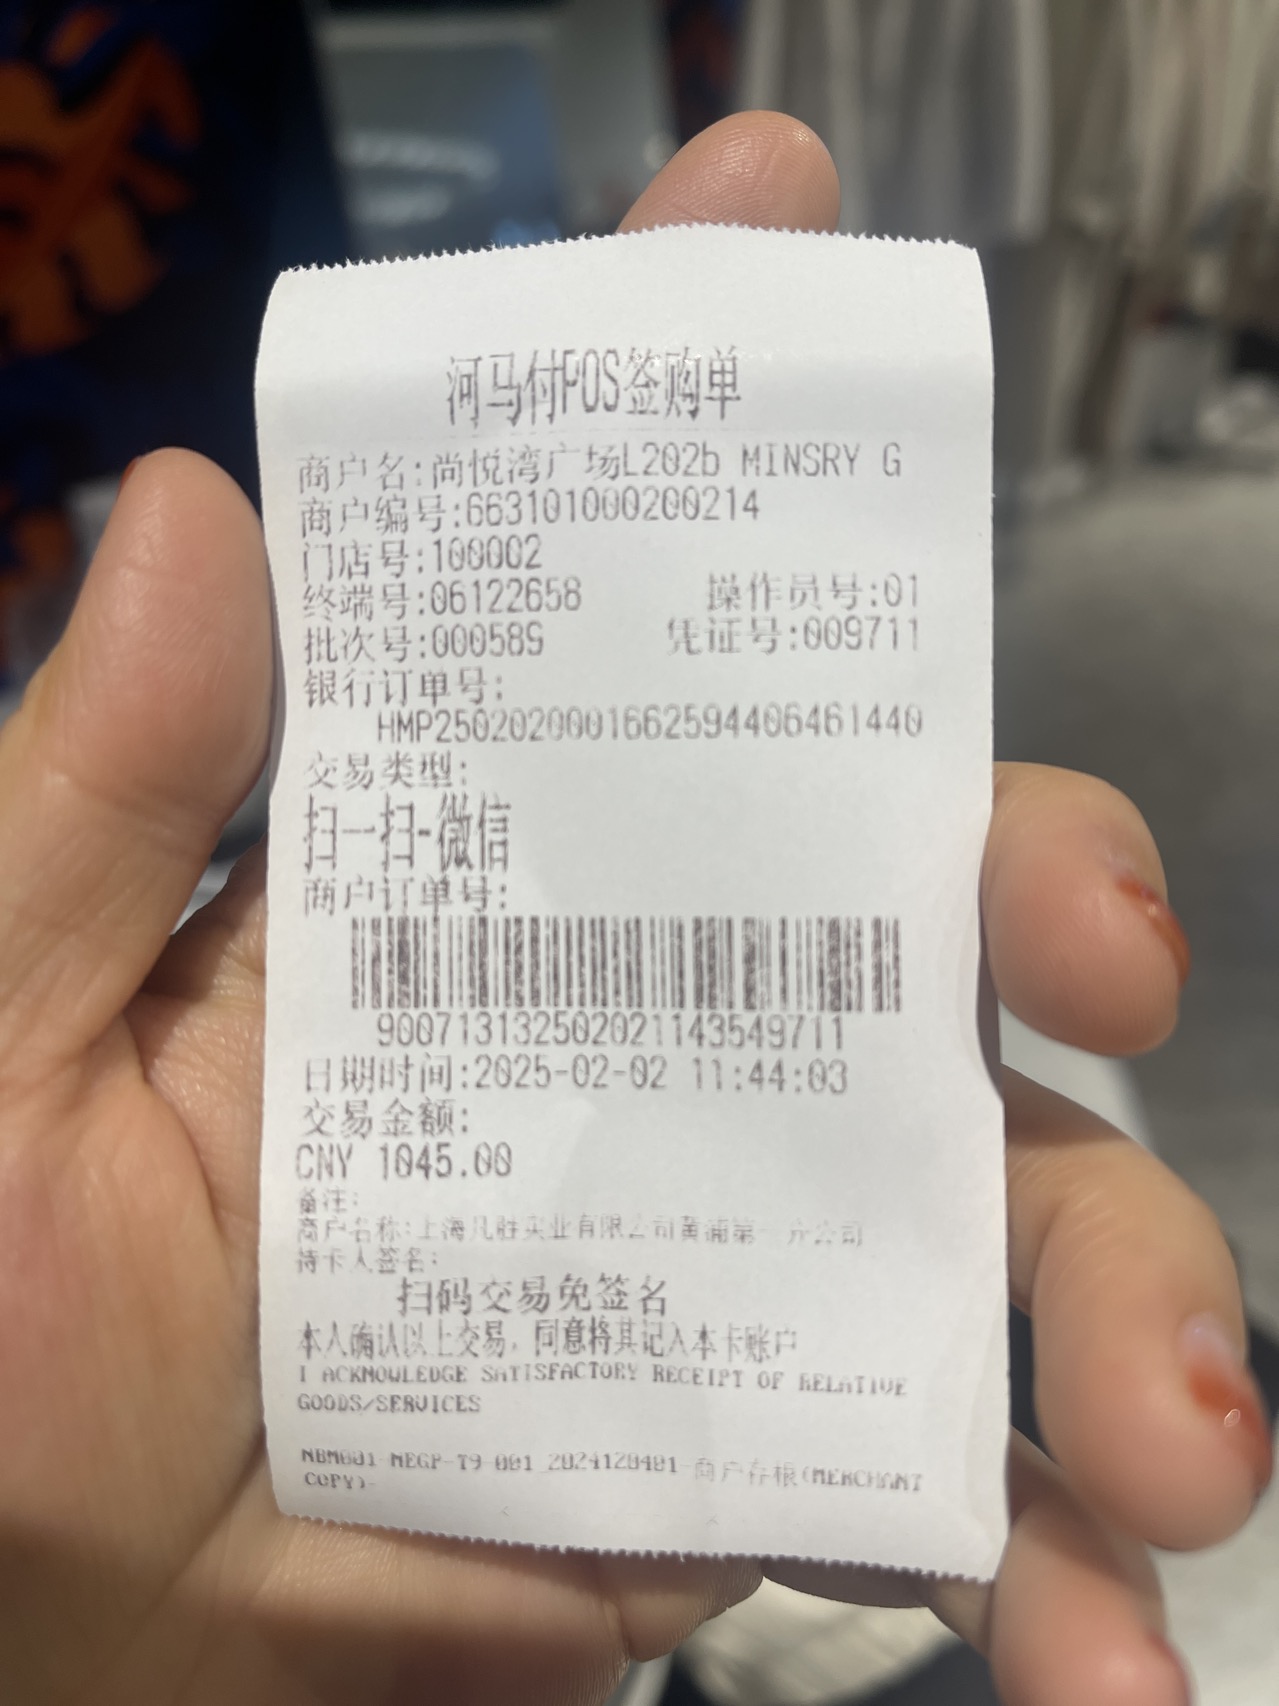 河马付POS签购单
商户名:尚悦湾广场L202b MINSRY G
商户编号:663101000200214
门店号:100002
终端号:06122658 操作员号:01
批次号:000589 凭证号:009711
银行订单号:
HMP2502020001662594406461440
交易类型:
扫一扫-微信
商户订单号:
900713132502021143549711
日期时间:2025-02-02 11:44:03
交易金额:
CNY 1045.00
备注:
商户名称:上海凡胜实业有限公司黄浦第一分公司
持卡人签名:
扫码交易免签名
本人确认以上交易，同意将其记入本卡账户
I ACKNOWLEDGE SATISFACTORY RECEIPT OF RELATIVE
GOODS/SERVICES
NBM001-NEGP-T9-001_2024120401-商户存根(MERCHANT
COPY)-